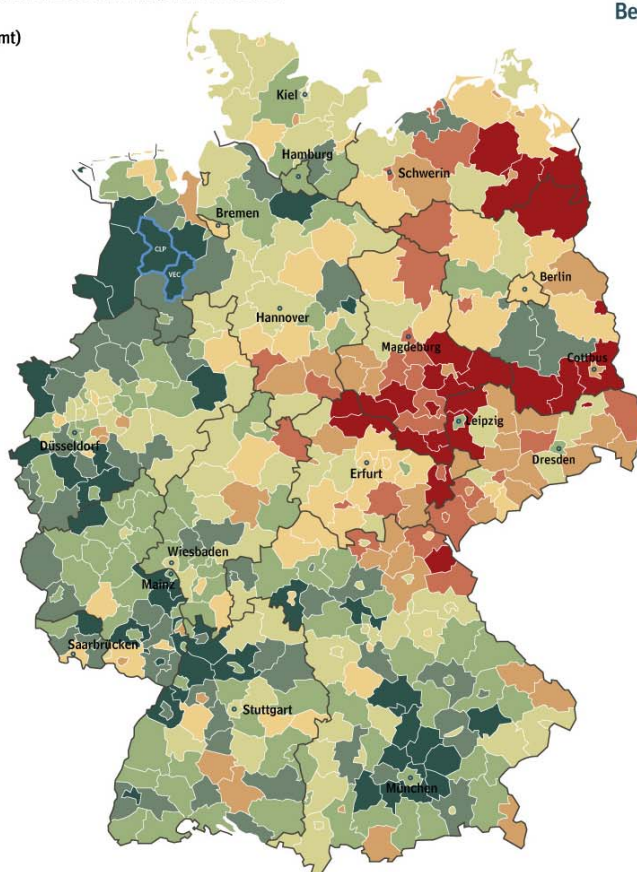 Be
mt)
Kiel
Hamburg
Schwerin
Bremen
CLP
VEC
Berlin
Hannover
Magdeburg
Cottbus
Leipzig
Düsseldorf
Dresden
Erfurt
Wiesbaden
Mainz
Saarbrücken
Stuttgart
München